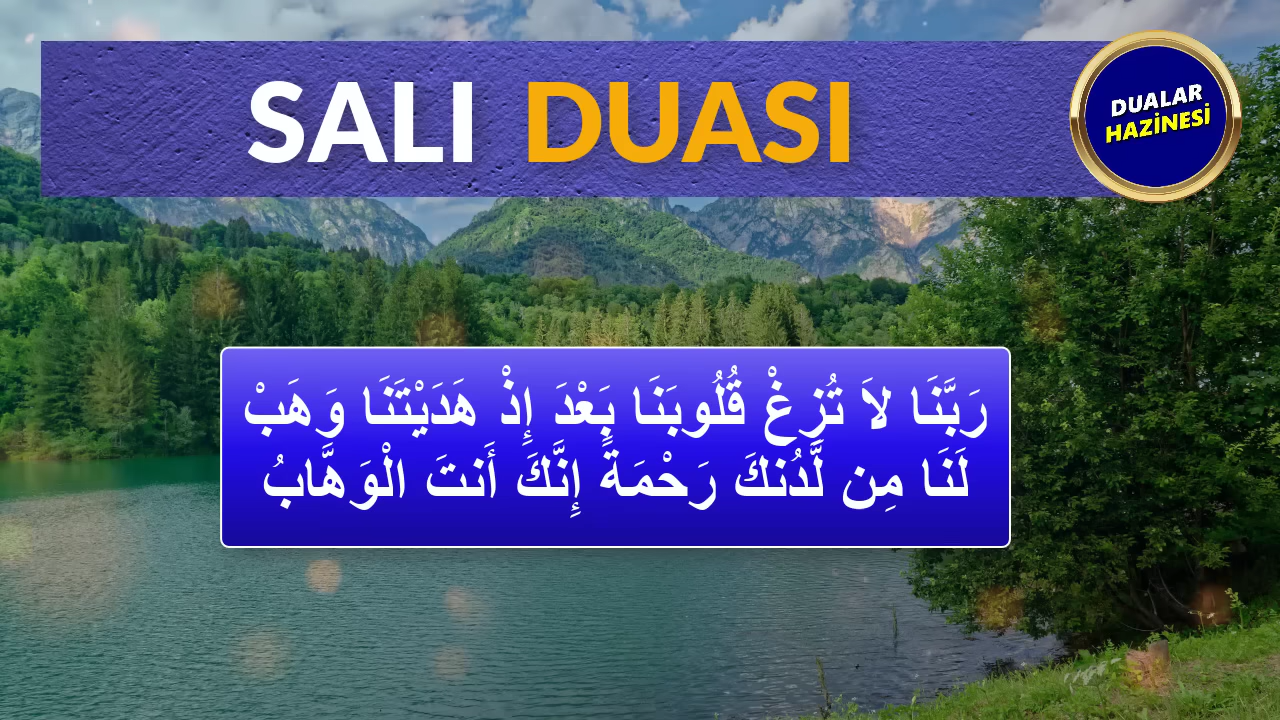 SALI DUASI
DUALAR
HAZİNESİ
رَبَّنَا لاَ تُزِغْ قُلُوبَنَا بَعْدَ إِذْ هَدَيْتَنَا وَهَبْ
لَنَا مِن لَّدُنكَ رَحْمَةً إِنَّكَ أَنتَ الْوَهَّابُ